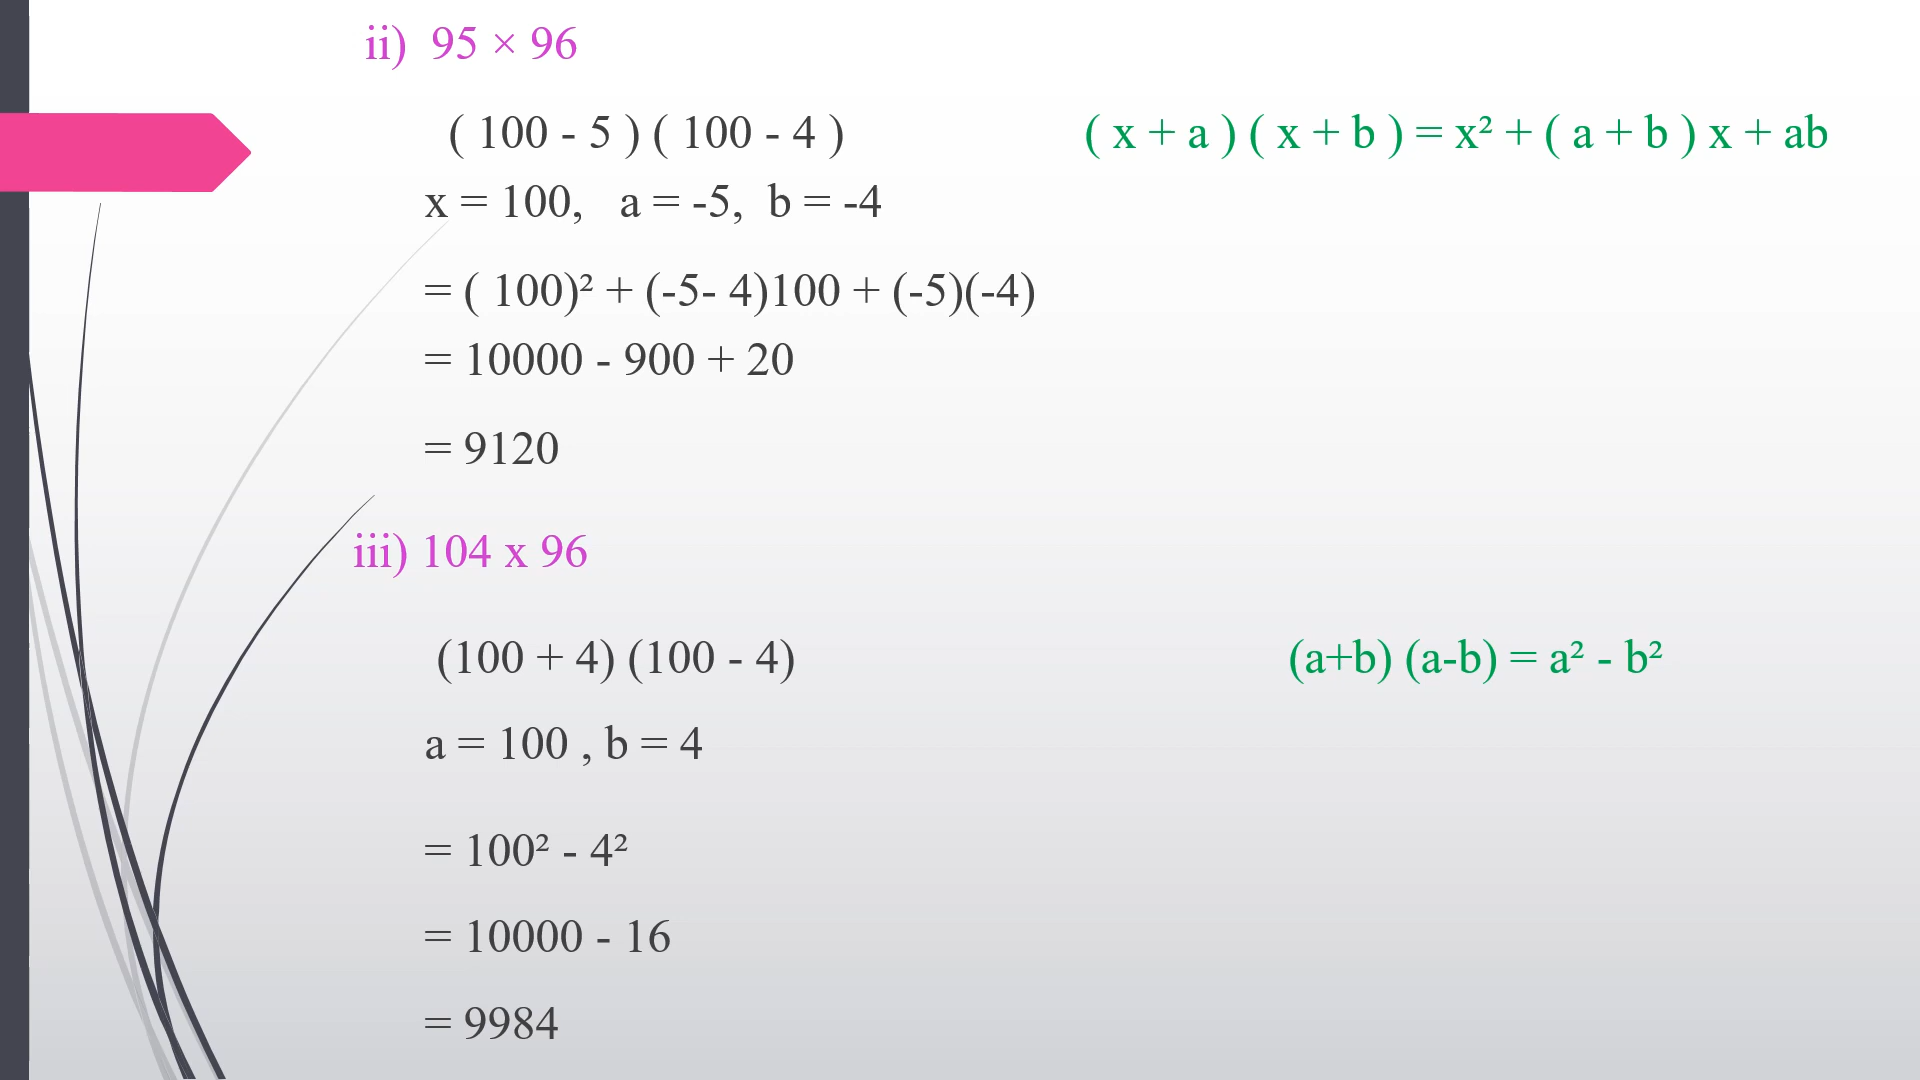 ii) 95 × 96
( 100 - 5 ) ( 100 - 4 ) ( x + a ) ( x + b ) = x² + ( a + b ) x + ab
x = 100, a = -5, b = -4
= ( 100)² + (-5- 4)100 + (-5)(-4)
= 10000 - 900 + 20
= 9120
iii) 104 x 96
(100 + 4) (100 - 4) (a+b) (a-b) = a² - b²
a = 100 , b = 4
= 100² - 4²
= 10000 - 16
= 9984